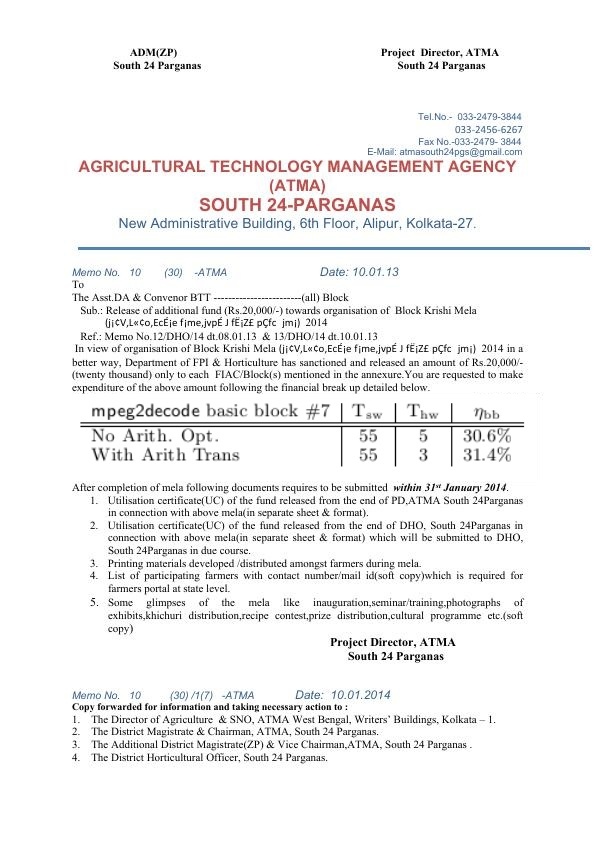 ADM(ZP) Project Director, ATMA
South 24 Parganas South 24 Parganas
Tel.No.- 033-2479-3844
033-2456-6267
Fax No.-033-2479- 3844
E-Mail: atmasouth24pgs@gmail.com
AGRICULTURAL TECHNOLOGY MANAGEMENT AGENCY
(ATMA)
SOUTH 24-PARGANAS
New Administrative Building, 6th Floor, Alipur, Kolkata-27.
Memo No. 10 (30) -ATMA Date: 10.01.13
To
The Asst.DA & Convenor BTT ------------------------(all) Block
Sub.: Release of additional fund (Rs.20,000/-) towards organisation of Block Krishi Mela
(j¡¢V,L«¢o,EcÉ¡e f¡me,jvpÉ J fË¡Z£ pÇfc jm¡) 2014
Ref.: Memo No.12/DHO/14 dt.08.01.13 & 13/DHO/14 dt.10.01.13
In view of organisation of Block Krishi Mela (j¡¢V,L«¢o,EcÉ¡e f¡me,jvpÉ J fË¡Z£ pÇfc jm¡) 2014 in a
better way, Department of FPI & Horticulture has sanctioned and released an amount of Rs.20,000/-
(twenty thousand) only to each FIAC/Block(s) mentioned in the annexure.You are requested to make
expenditure of the above amount following the financial break up detailed below.
mpeg2decode basic block #7 Tsw Thw ηbb
No Arith. Opt. 55 5 30.6%
With Arith Trans 55 3 31.4%
After completion of mela following documents requires to be submitted within 31st January 2014.
1. Utilisation certificate(UC) of the fund released from the end of PD,ATMA South 24Parganas
in connection with above mela(in separate sheet & format).
2. Utilisation certificate(UC) of the fund released from the end of DHO, South 24Parganas in
connection with above mela(in separate sheet & format) which will be submitted to DHO,
South 24Parganas in due course.
3. Printing materials developed /distributed amongst farmers during mela.
4. List of participating farmers with contact number/mail id(soft copy)which is required for
farmers portal at state level.
5. Some glimpses of the mela like inauguration,seminar/training,photographs of
exhibits,khichuri distribution,recipe contest,prize distribution,cultural programme etc.(soft
copy)
Project Director, ATMA
South 24 Parganas
Memo No. 10 (30) /1(7) -ATMA Date: 10.01.2014
Copy forwarded for information and taking necessary action to :
1. The Director of Agriculture & SNO, ATMA West Bengal, Writers’ Buildings, Kolkata – 1.
2. The District Magistrate & Chairman, ATMA, South 24 Parganas.
3. The Additional District Magistrate(ZP) & Vice Chairman,ATMA, South 24 Parganas .
4. The District Horticultural Officer, South 24 Parganas.